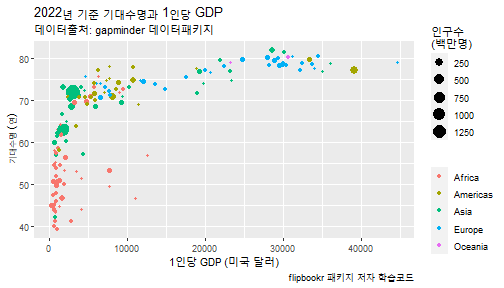 2022년 기준 기대수명과 1인당 GDP
데이터출처: gapminder 데이터패키지
기대수명 (년)
80
70
60
50
40
0
10000
20000
30000
40000
1인당 GDP (미국 달러)
flipbookr 패키지 저자 학습코드
인구수
(백만명)
250
500
750
1000
1250
Africa
Americas
Asia
Europe
Oceania